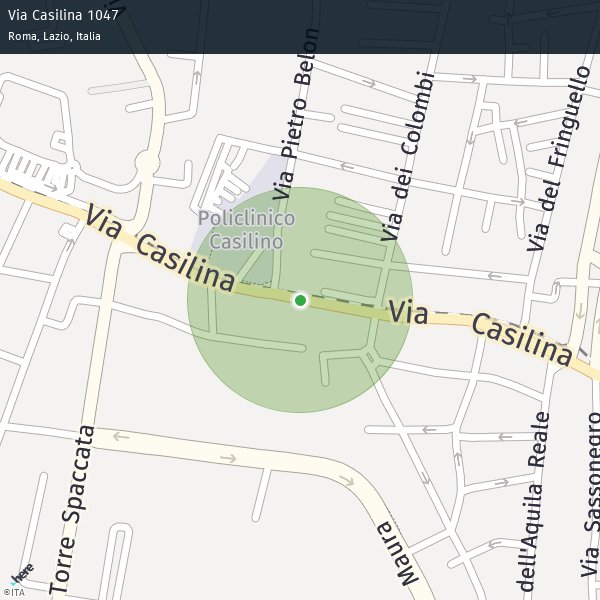 Via Casilina 1047
Roma, Lazio, Italia
Via Pietro Belon
Via dei Colombi
Via del Fringuello
Policlinico
Casilino
Via Casilina
Via Casilina
Torre Spaccata
Maura
dell'Aquila Reale
Via Sassonegro
here
©ITA